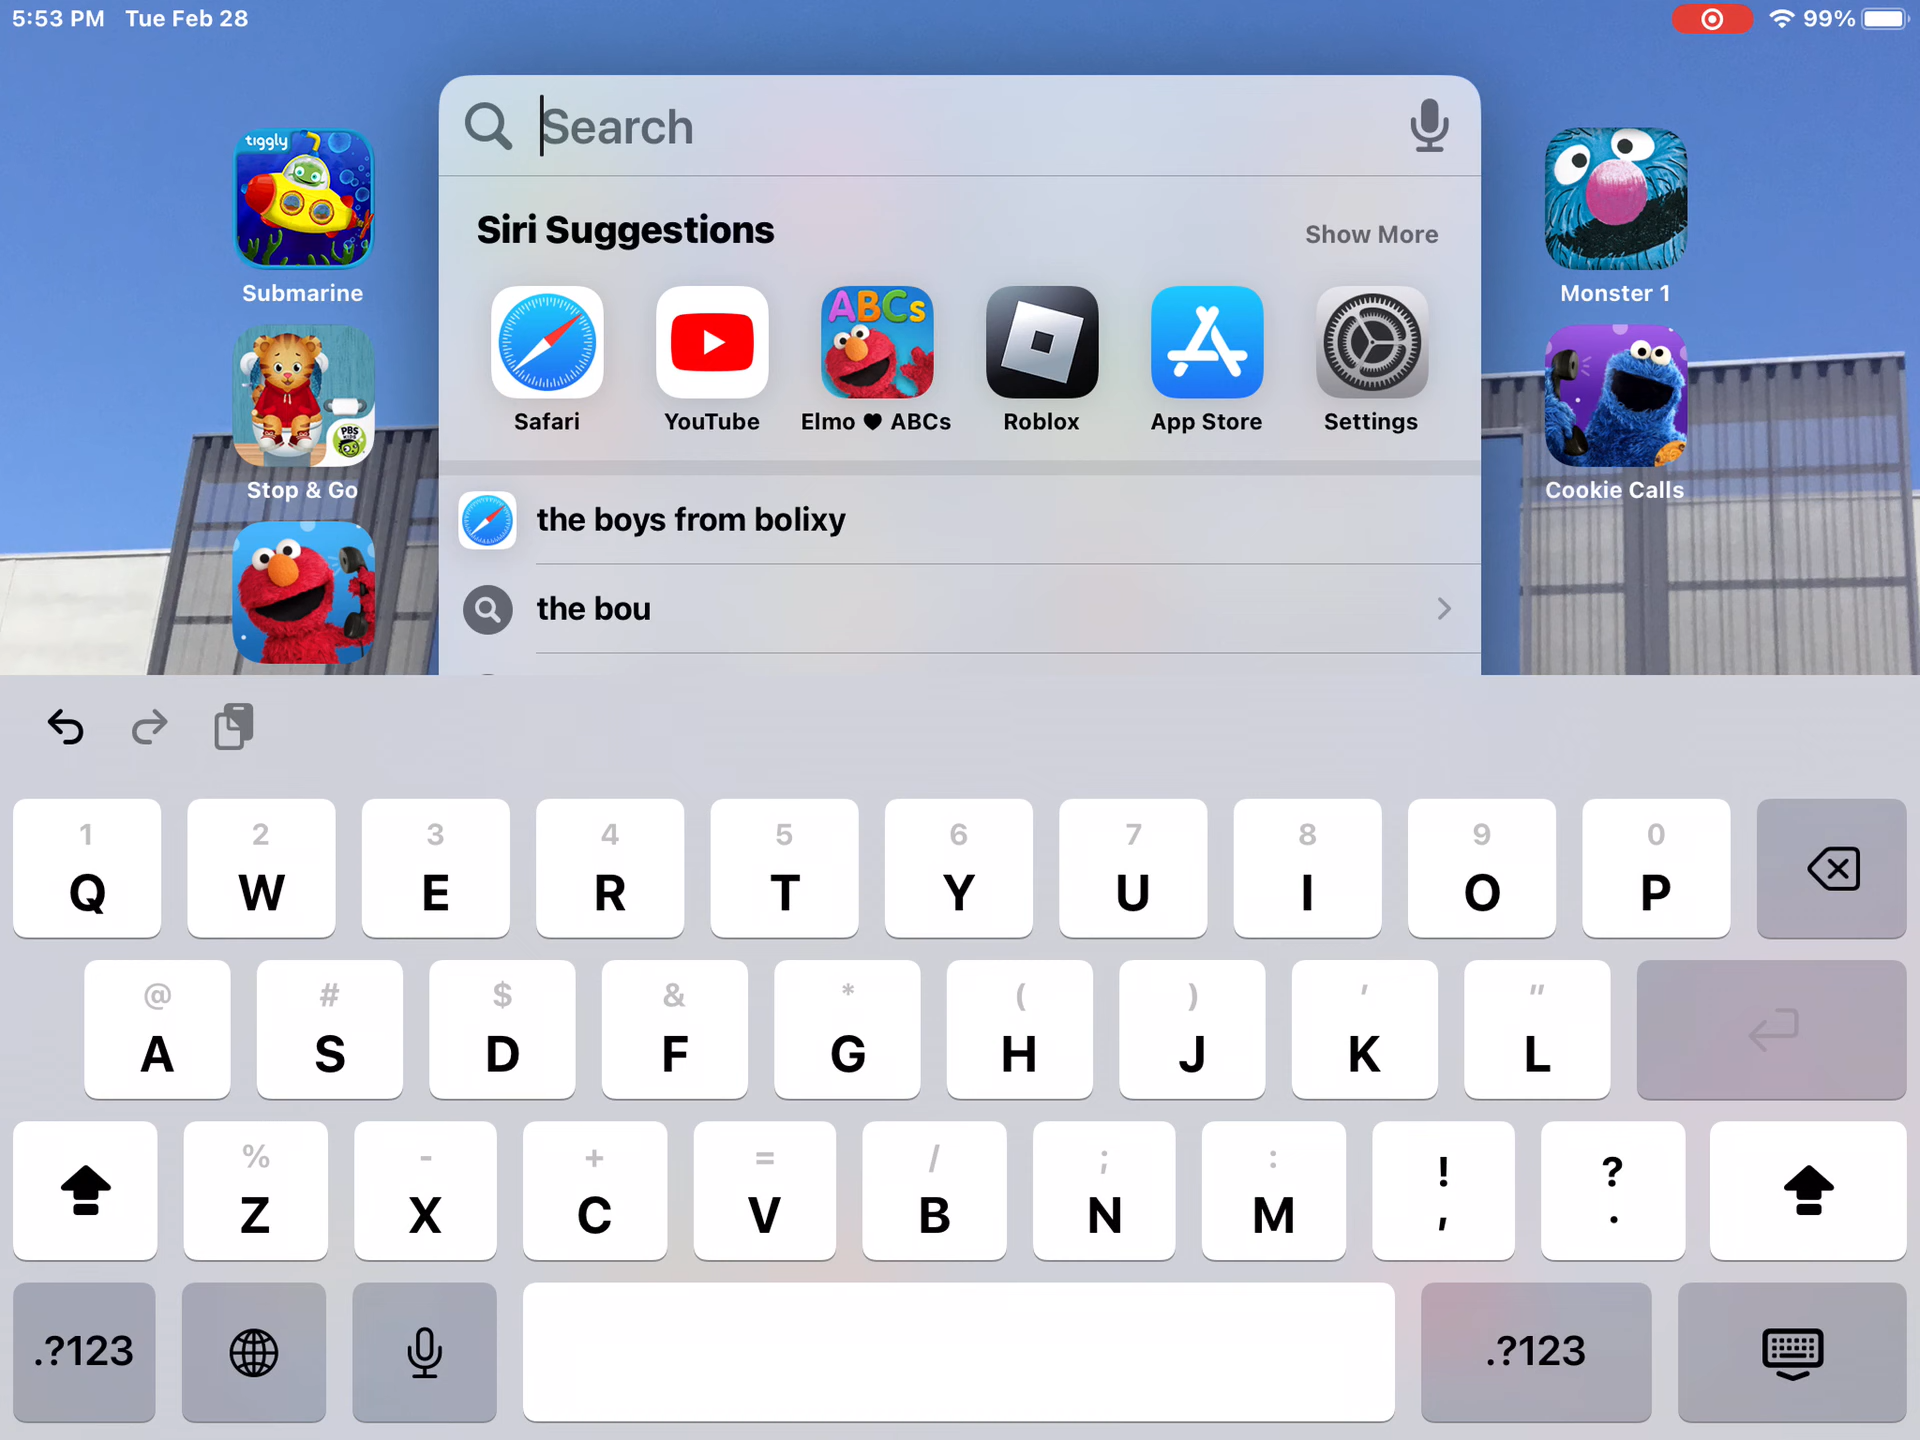 5:53 PM Tue Feb 28
99%
Search
tiggly
Submarine
Monster 1
Siri Suggestions
Show More
ABCs
Safari
YouTube
Elmo ♥ ABCs
Roblox
App Store
Settings
PBS
KIDS
Stop & Go
Cookie Calls
the boys from bolixy
the bou
1 2 3 4 5 6 7 8 9 0
Q W E R T Y U I O P
@ # $ & * ( ) ' "
A S D F G H J K L
% - + = / ; : ! ?
Z X C V B N M , .
.?123
.?123